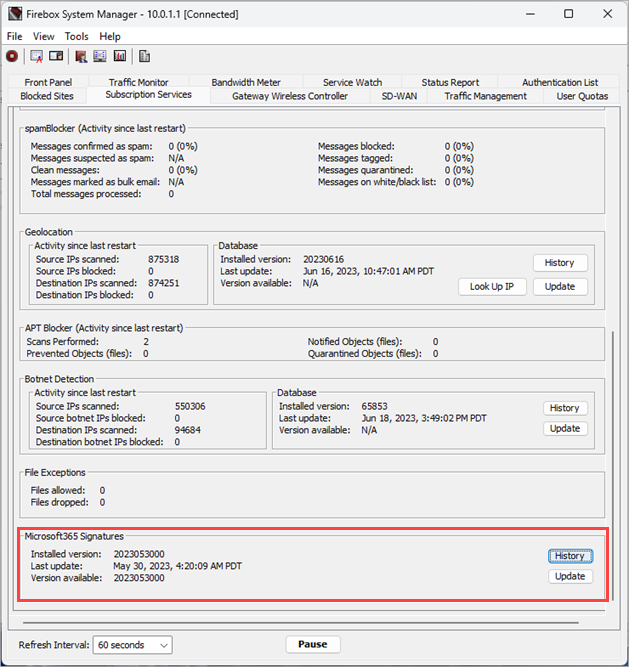 Firebox System Manager - 10.0.1.1 [Connected]
File View Tools Help
Front Panel Traffic Monitor Bandwidth Meter Service Watch Status Report Authentication List
Blocked Sites Subscription Services Gateway Wireless Controller SD-WAN Traffic Management User Quotas
spamBlocker (Activity since last restart)
Messages confirmed as spam: 0 (0%) Messages blocked: 0 (0%)
Messages suspected as spam: N/A Messages tagged: 0 (0%)
Clean messages: 0 (0%) Messages quarantined: 0 (0%)
Messages marked as bulk email: N/A Messages on white/black list: 0 (0%)
Total messages processed: 0
Geolocation
Activity since last restart Database
Source IPs scanned: 875318 Installed version: 20230616 History
Source IPs blocked: 0 Last update: Jun 16, 2023, 10:47:01 AM PDT
Destination IPs scanned: 874251 Version available: N/A Look Up IP Update
Destination IPs blocked: 0
APT Blocker (Activity since last restart)
Scans Performed: 2 Notified Objects (files): 0
Prevented Objects (files): 0 Quarantined Objects (files): 0
Botnet Detection
Activity since last restart Database
Source IPs scanned: 550306 Installed version: 65853 History
Source botnet IPs blocked: 0 Last update: Jun 18, 2023, 3:49:02 PM PDT
Destination IPs scanned: 94684 Version available: N/A Update
Destination botnet IPs blocked: 0
File Exceptions
Files allowed: 0
Files dropped: 0
Microsoft365 Signatures
Installed version: 2023053000 History
Last update: May 30, 2023, 4:20:09 AM PDT
Version available: 2023053000 Update
Refresh Interval: 60 seconds Pause